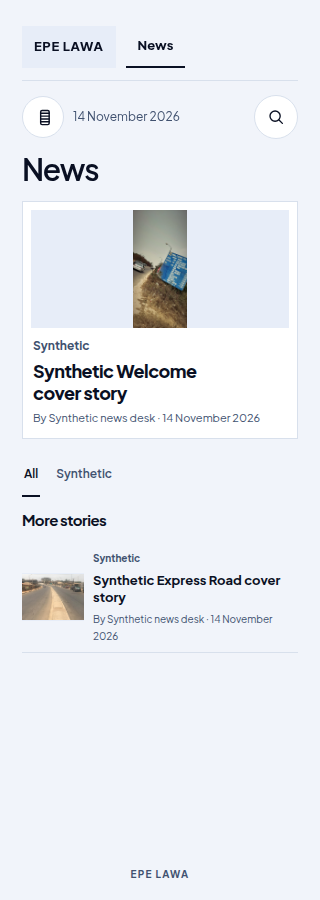 EPE LAWA
News
14 November 2026
News
Synthetic
Synthetic Welcome
cover story
By Synthetic news desk · 14 November 2026
All
Synthetic
More stories
Synthetic
Synthetic Express Road cover
story
By Synthetic news desk · 14 November
2026
EPE LAWA